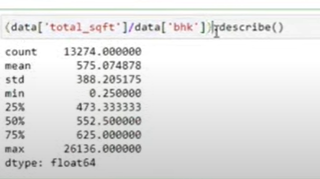 (data['total_sqft']/data['bhk']).describe()
count 13274.000000
mean 575.074878
std 388.205175
min 0.250000
25% 473.333333
50% 552.500000
75% 625.000000
max 26136.000000
dtype: float64